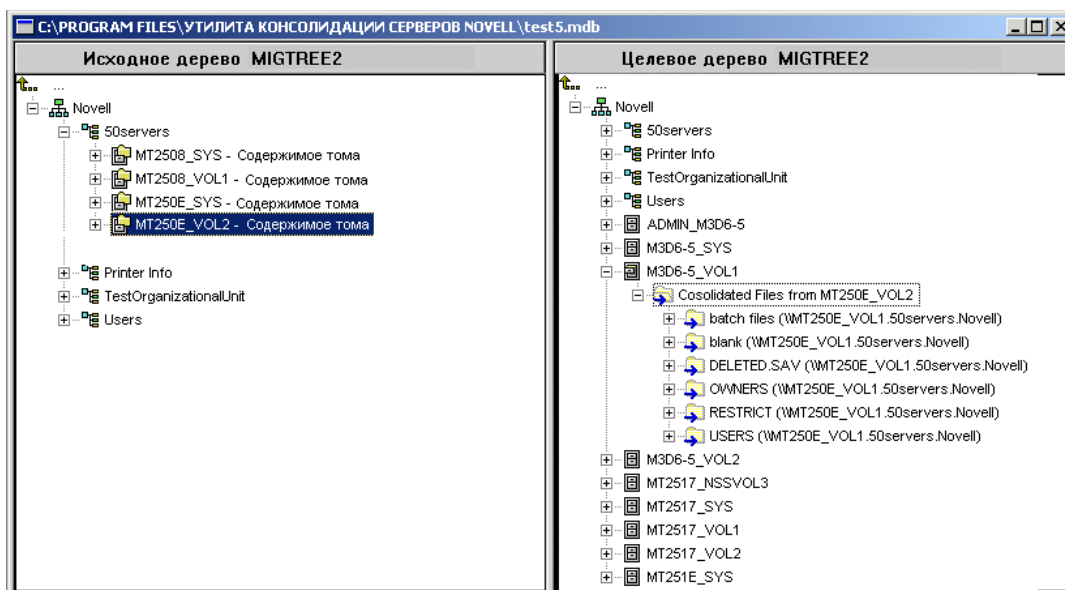 C:\PROGRAM FILES\УТИЛИТА КОНСОЛИДАЦИИ СЕРВЕРОВ NOVELL\test5.mdb
Исходное дерево MIGTREE2
...
Novell
50servers
MT2508_SYS - Содержимое тома
MT2508_VOL1 - Содержимое тома
MT250E_SYS - Содержимое тома
MT250E_VOL2 - Содержимое тома
Printer Info
TestOrganizationalUnit
Users
Целевое дерево MIGTREE2
...
Novell
50servers
Printer Info
TestOrganizationalUnit
Users
ADMIN_M3D6-5
M3D6-5_SYS
M3D6-5_VOL1
Cosolidated Files from MT250E_VOL2
batch files (\\MT250E_VOL1.50servers.Novell)
blank (\\MT250E_VOL1.50servers.Novell)
DELETED.SAV (\\MT250E_VOL1.50servers.Novell)
OWNERS (\\MT250E_VOL1.50servers.Novell)
RESTRICT (\\MT250E_VOL1.50servers.Novell)
USERS (\\MT250E_VOL1.50servers.Novell)
M3D6-5_VOL2
MT2517_NSSVOL3
MT2517_SYS
MT2517_VOL1
MT2517_VOL2
MT251E_SYS